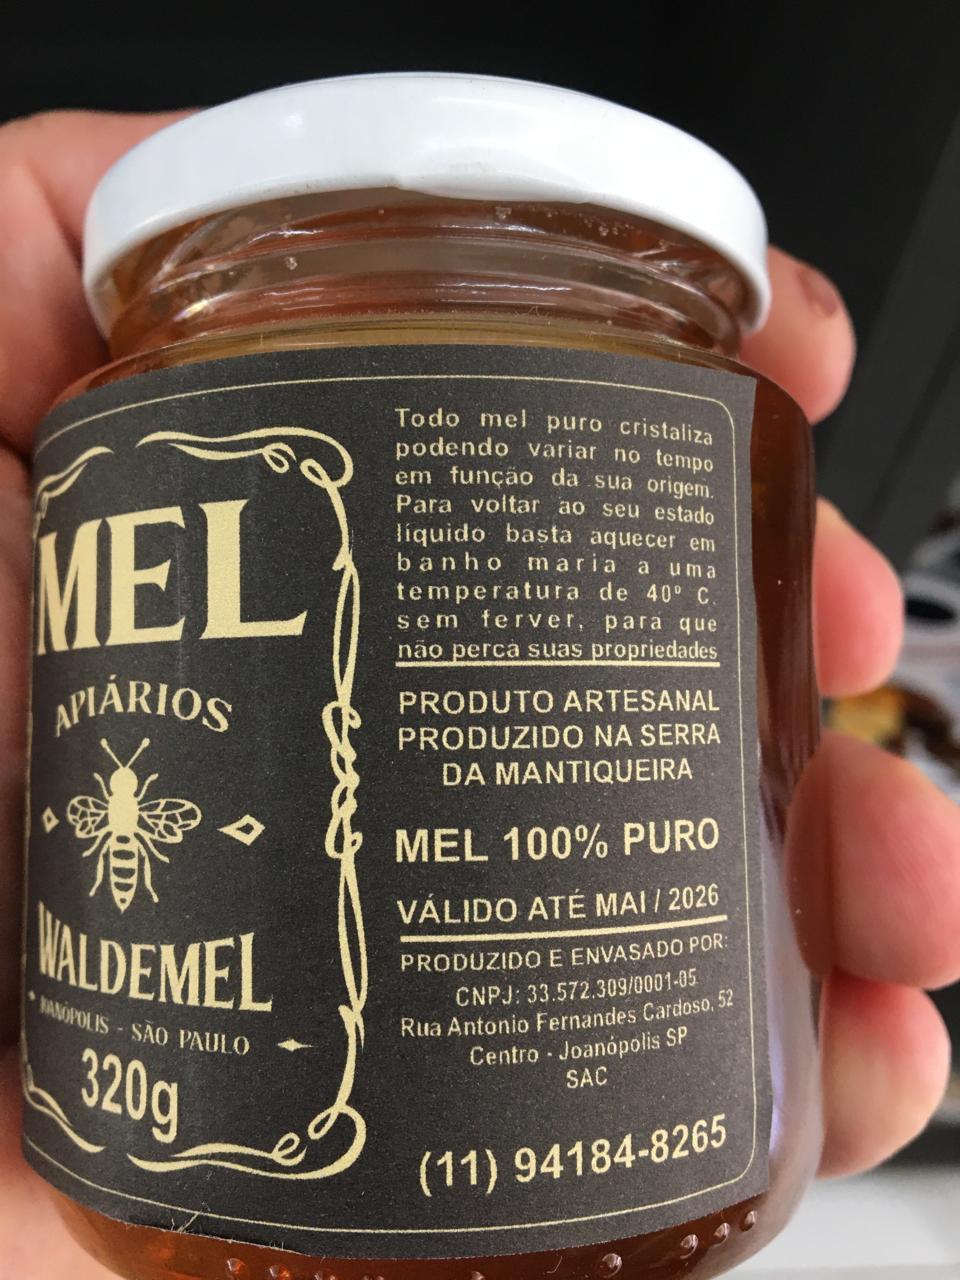 MEL
APIÁRIOS
WALDEMEL
JOANÓPOLIS - SÃO PAULO
320g
Todo mel puro cristaliza
podendo variar no tempo
em função da sua origem.
Para voltar ao seu estado
líquido basta aquecer em
banho maria a uma
temperatura de 40º C.
sem ferver, para que
não perca suas propriedades
PRODUTO ARTESANAL
PRODUZIDO NA SERRA
DA MANTIQUEIRA
MEL 100% PURO
VÁLIDO ATÉ MAI / 2026
PRODUZIDO E ENVASADO POR:
CNPJ: 33.572.309/0001-05
Rua Antonio Fernandes Cardoso, 52
Centro - Joanópolis SP
SAC
(11) 94184-8265